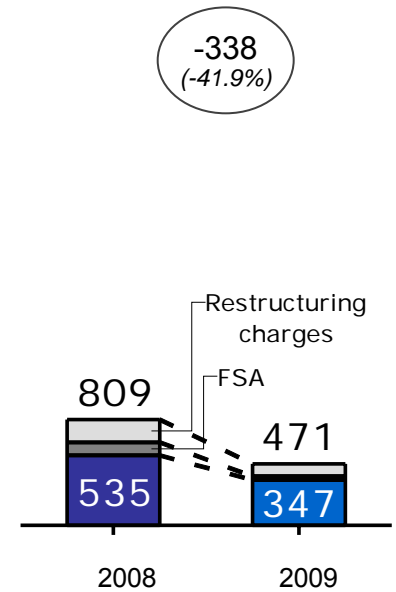 -338
(-41.9%)
Restructuring
charges
FSA
809
471
535
347
2008
2009